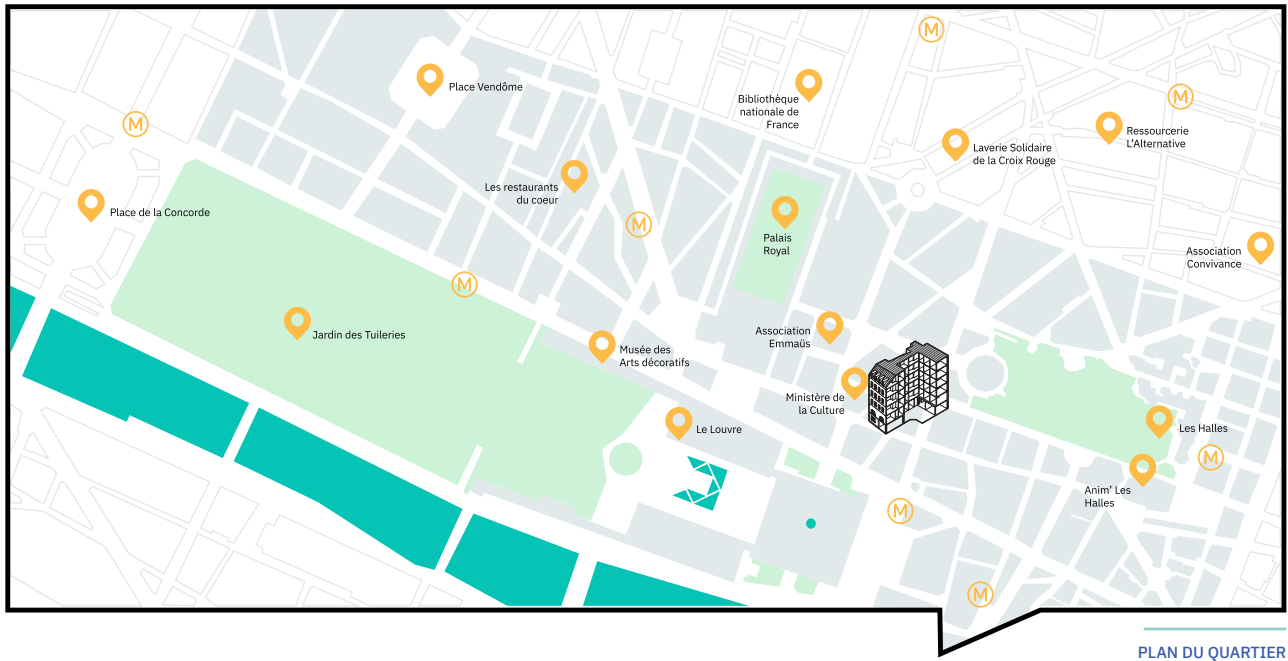 M
Place Vendôme
Bibliothèque
nationale de
France
M
Ressourcerie
L'Alternative
M
Laverie Solidaire
de la Croix Rouge
Les restaurants
du coeur
Place de la Concorde
M
Palais
Royal
Association
Convivance
M
Jardin des Tuileries
Association
Emmaüs
Musée des
Arts décoratifs
Ministère de
la Culture
Le Louvre
Les Halles
M
Anim' Les
Halles
M
M
PLAN DU QUARTIER